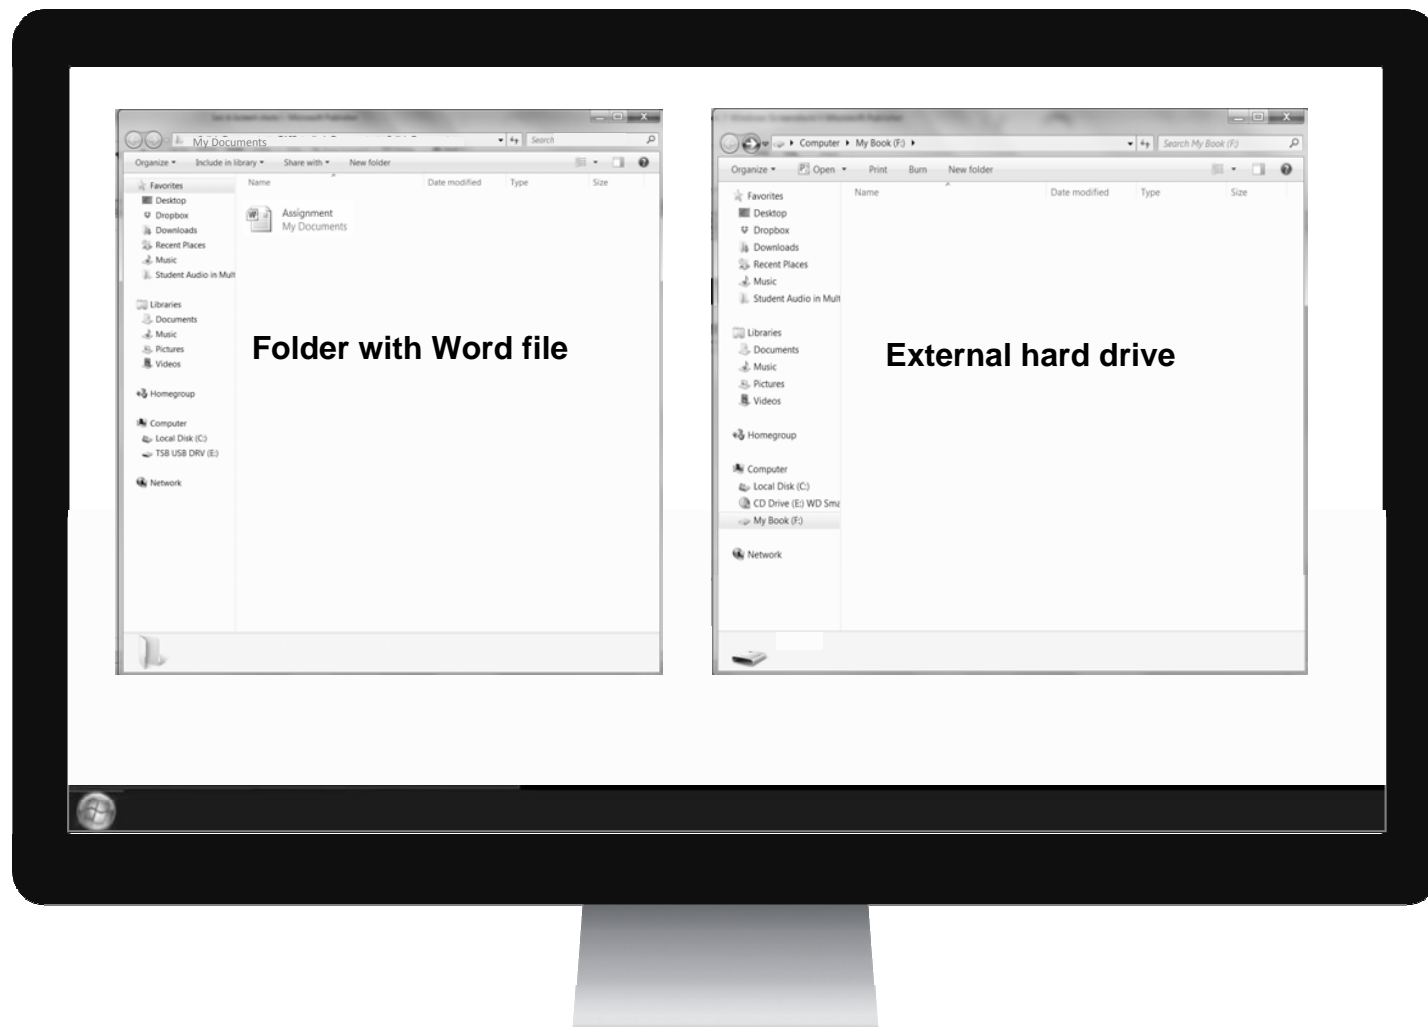 My Documents
Search
Organize Include in library Share with New folder
Name Date modified Type Size
Favorites
Desktop
Dropbox
Downloads
Recent Places
Music
Student Audio in Mult
Libraries
Documents
Music
Pictures
Videos
Homegroup
Computer
Local Disk (C:)
TSB USB DRV (E:)
Network
Assignment
My Documents
Folder with Word file
Computer My Book (F:)
Search My Book (F:)
Organize Open Print Burn New folder
Name Date modified Type Size
Favorites
Desktop
Dropbox
Downloads
Recent Places
Music
Student Audio in Mult
Libraries
Documents
Music
Pictures
Videos
Homegroup
Computer
Local Disk (C:)
CD Drive (E:) WD Sma
My Book (F:)
Network
External hard drive